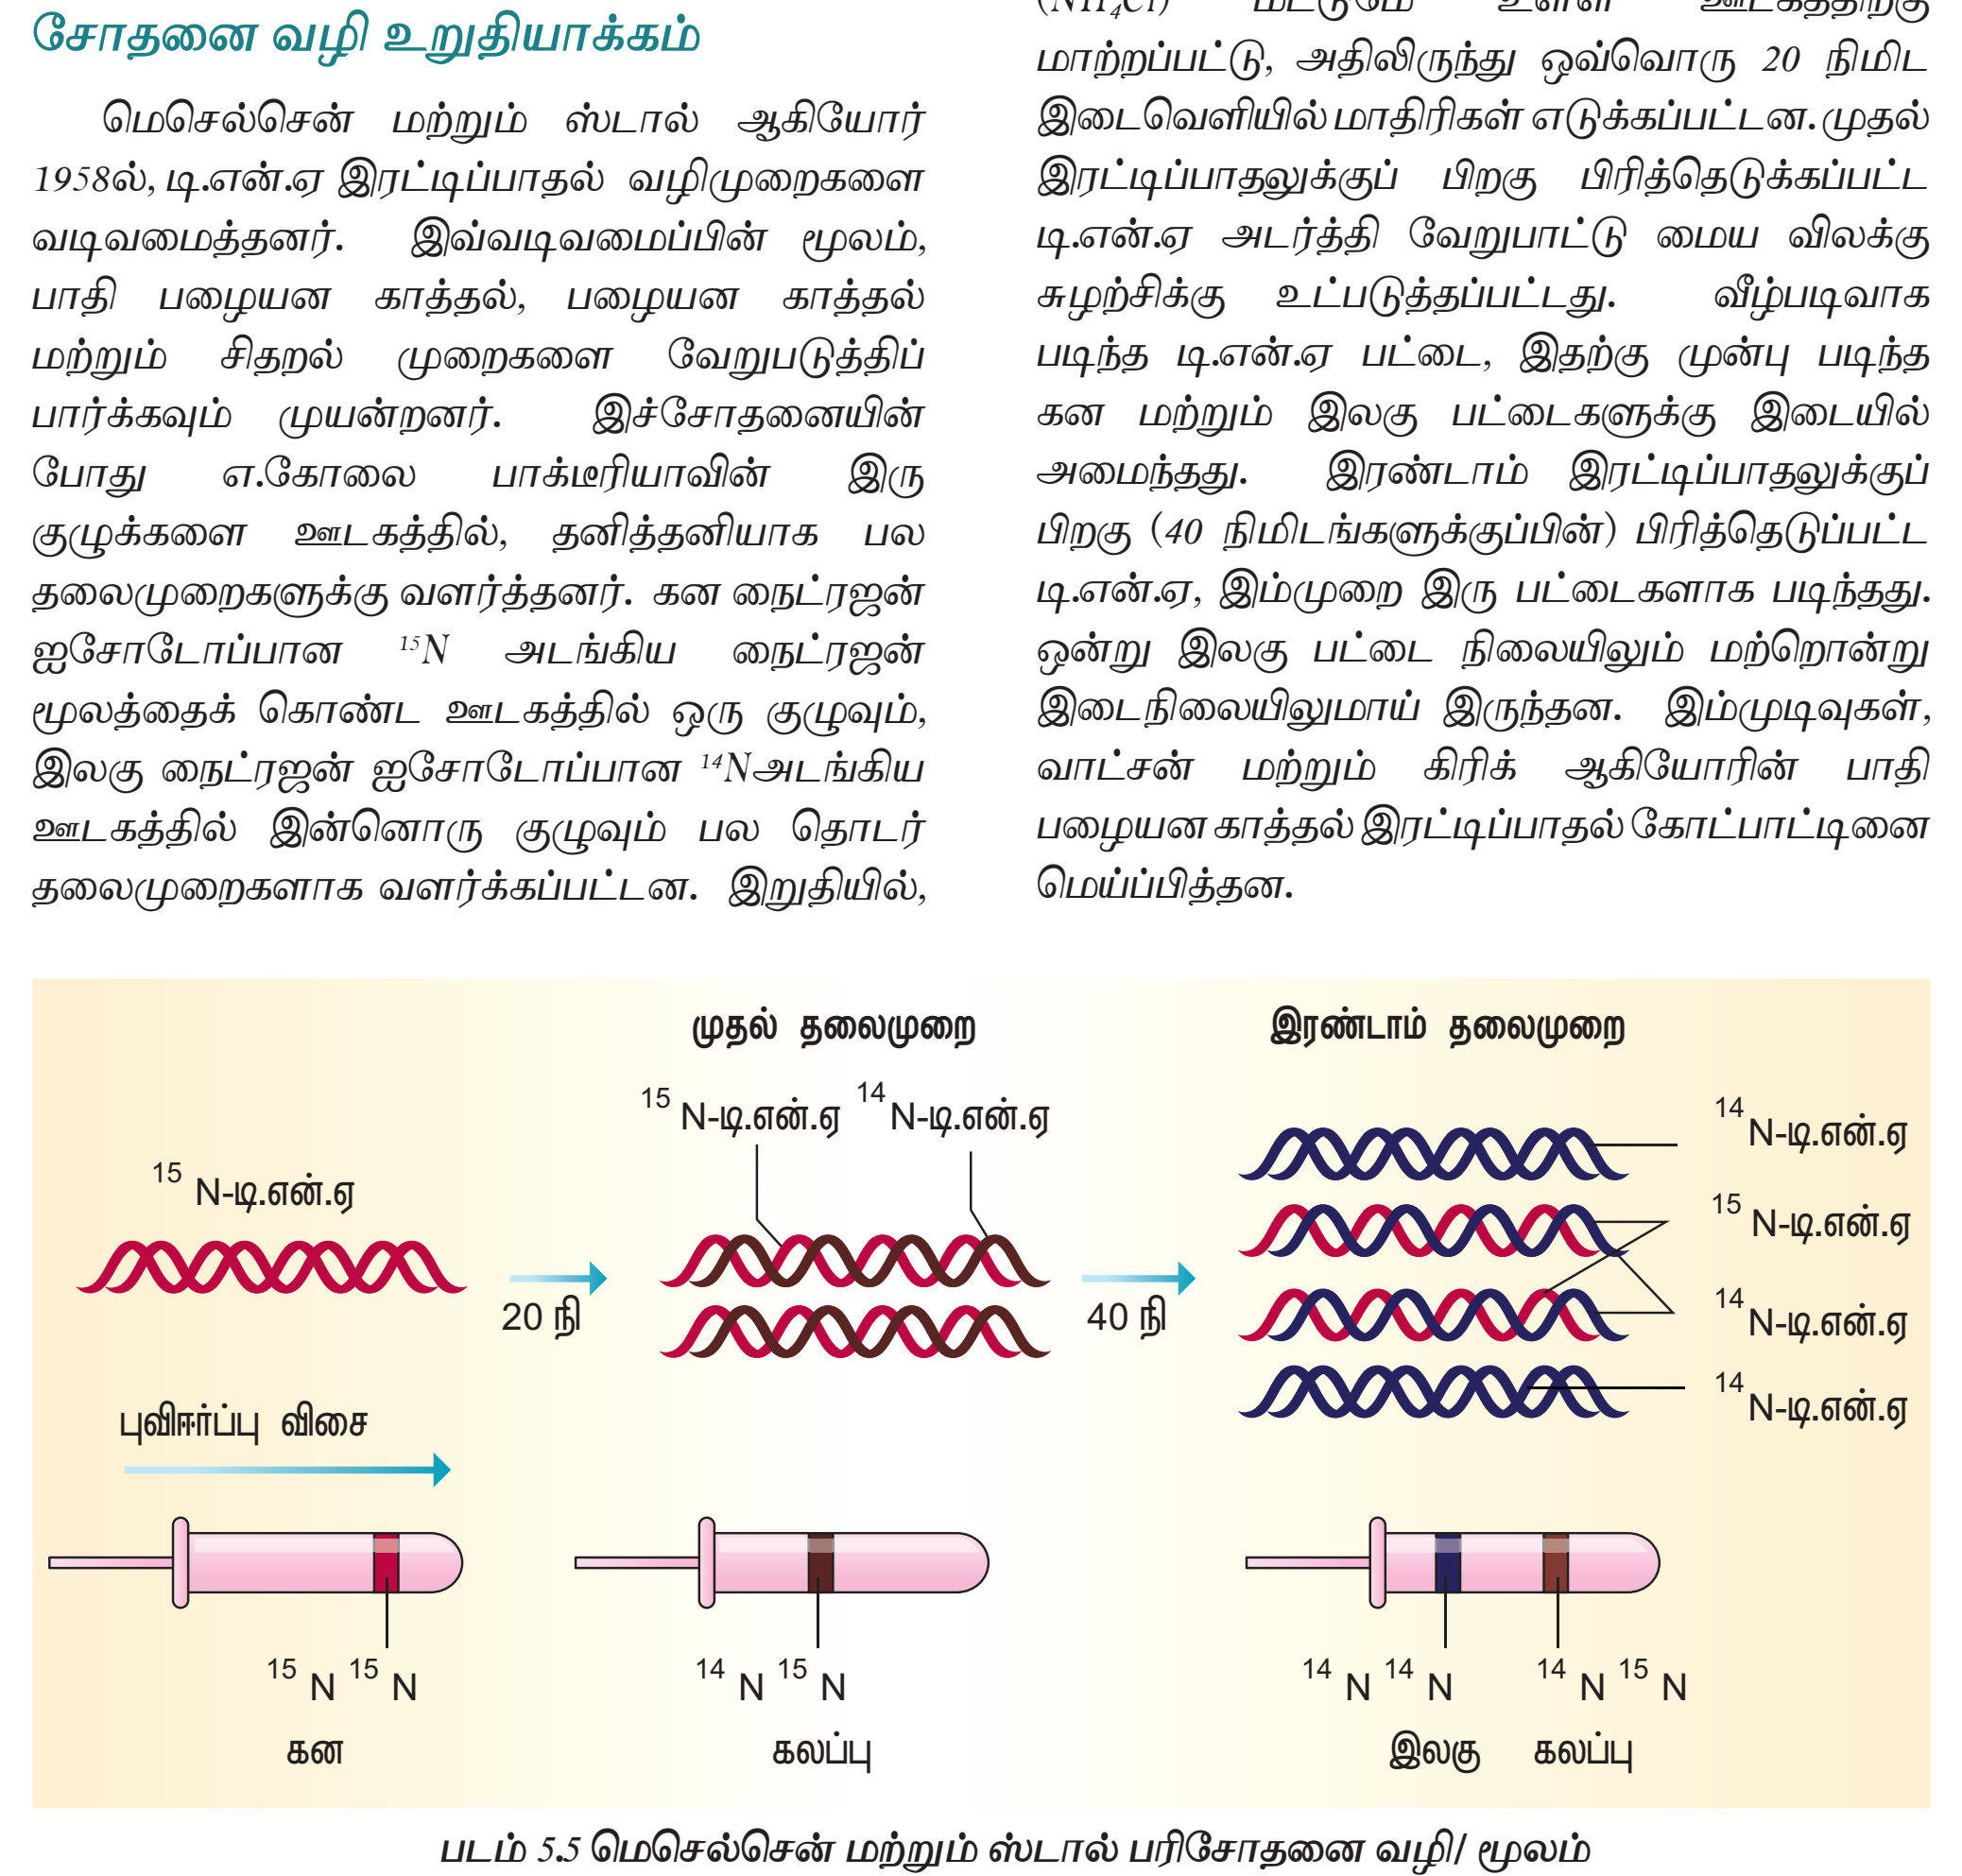 சோதனை வழி உறுதியாக்கம்
மெசெல்சென் மற்றும் ஸ்டால் ஆகியோர்
1958ல், டி.என்.ஏ இரட்டிப்பாதல் வழிமுறைகளை
வடிவமைத்தனர். இவ்வடிவமைப்பின் மூலம்,
பாதி பழையன காத்தல், பழையன காத்தல்
மற்றும் சிதறல் முறைகளை வேறுபடுத்திப்
பார்க்கவும் முயன்றனர். இச்சோதனையின்
போது எ.கோலை பாக்டீரியாவின் இரு
குழுக்களை ஊடகத்தில், தனித்தனியாக பல
தலைமுறைகளுக்கு வளர்த்தனர். கன நைட்ரஜன்
ஐசோடோப்பான ¹⁵N அடங்கிய நைட்ரஜன்
மூலத்தைக் கொண்ட ஊடகத்தில் ஒரு குழுவும்,
இலகு நைட்ரஜன் ஐசோடோப்பான ¹⁴Nஅடங்கிய
ஊடகத்தில் இன்னொரு குழுவும் பல தொடர்
தலைமுறைகளாக வளர்க்கப்பட்டன. இறுதியில்,
(NH₄Cl) மட்டுமே உள்ள ஊடகத்திற்கு
மாற்றப்பட்டு, அதிலிருந்து ஒவ்வொரு 20 நிமிட
இடைவெளியில் மாதிரிகள் எடுக்கப்பட்டன. முதல்
இரட்டிப்பாதலுக்குப் பிறகு பிரித்தெடுக்கப்பட்ட
டி.என்.ஏ அடர்த்தி வேறுபாட்டு மைய விலக்கு
சுழற்சிக்கு உட்படுத்தப்பட்டது. வீழ்படிவாக
படிந்த டி.என்.ஏ பட்டை, இதற்கு முன்பு படிந்த
கன மற்றும் இலகு பட்டைகளுக்கு இடையில்
அமைந்தது. இரண்டாம் இரட்டிப்பாதலுக்குப்
பிறகு (40 நிமிடங்களுக்குப்பின்) பிரித்தெடுப்பட்ட
டி.என்.ஏ, இம்முறை இரு பட்டைகளாக படிந்தது.
ஒன்று இலகு பட்டை நிலையிலும் மற்றொன்று
இடைநிலையிலுமாய் இருந்தன. இம்முடிவுகள்,
வாட்சன் மற்றும் கிரிக் ஆகியோரின் பாதி
பழையன காத்தல் இரட்டிப்பாதல் கோட்பாட்டினை
மெய்ப்பித்தன.
முதல் தலைமுறை
இரண்டாம் தலைமுறை
¹⁵N-டி.என்.ஏ
¹⁵N-டி.என்.ஏ ¹⁴N-டி.என்.ஏ
¹⁴N-டி.என்.ஏ
¹⁵N-டி.என்.ஏ
¹⁴N-டி.என்.ஏ
¹⁴N-டி.என்.ஏ
20 நி
40 நி
புவிஈர்ப்பு விசை
¹⁵N ¹⁵N
கன
¹⁴N ¹⁵N
கலப்பு
¹⁴N ¹⁴N
இலகு
¹⁴N ¹⁵N
கலப்பு
படம் 5.5 மெசெல்சென் மற்றும் ஸ்டால் பரிசோதனை வழி/ மூலம்